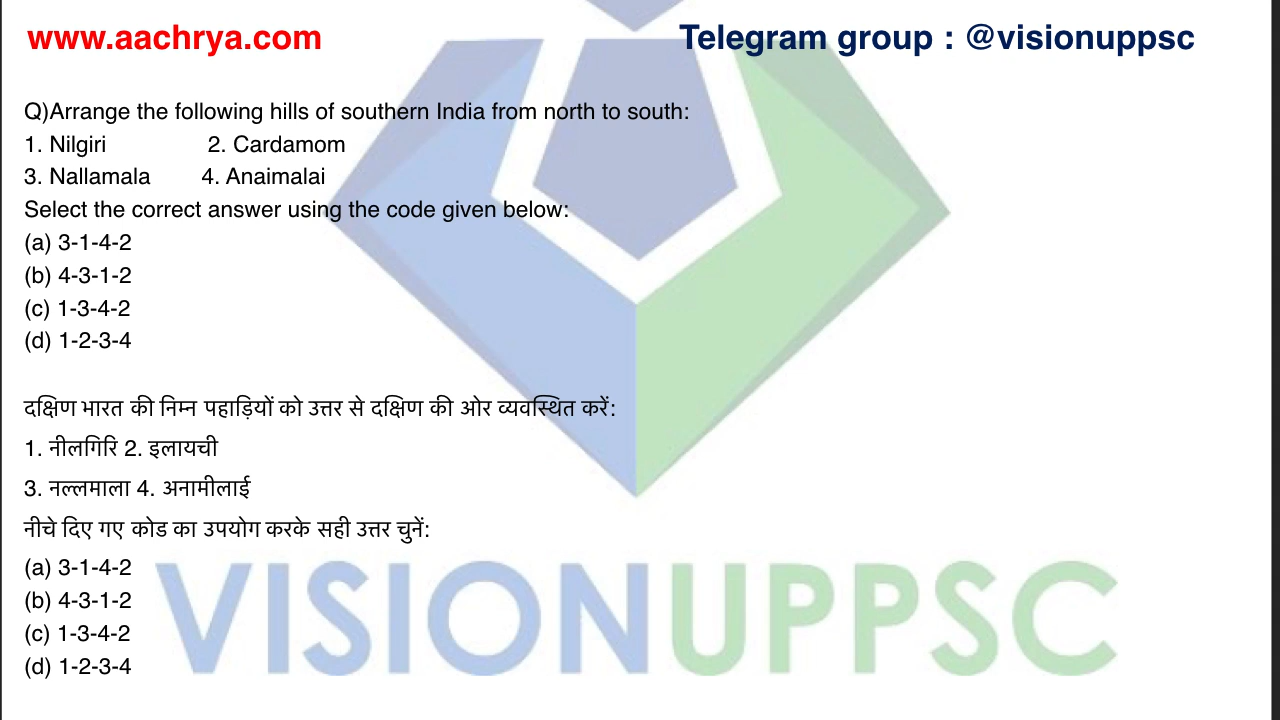 www.aachrya.com Telegram group : @visionuppsc
Q)Arrange the following hills of southern India from north to south:
1. Nilgiri 2. Cardamom
3. Nallamala 4. Anaimalai
Select the correct answer using the code given below:
(a) 3-1-4-2
(b) 4-3-1-2
(c) 1-3-4-2
(d) 1-2-3-4
दक्षिण भारत की निम्न पहाड़ियों को उत्तर से दक्षिण की ओर व्यवस्थित करें:
1. नीलगिरि 2. इलायची
3. नल्लमाला 4. अनामीलाई
नीचे दिए गए कोड का उपयोग करके सही उत्तर चुनें:
(a) 3-1-4-2
(b) 4-3-1-2
(c) 1-3-4-2
(d) 1-2-3-4
VISIONUPPSC